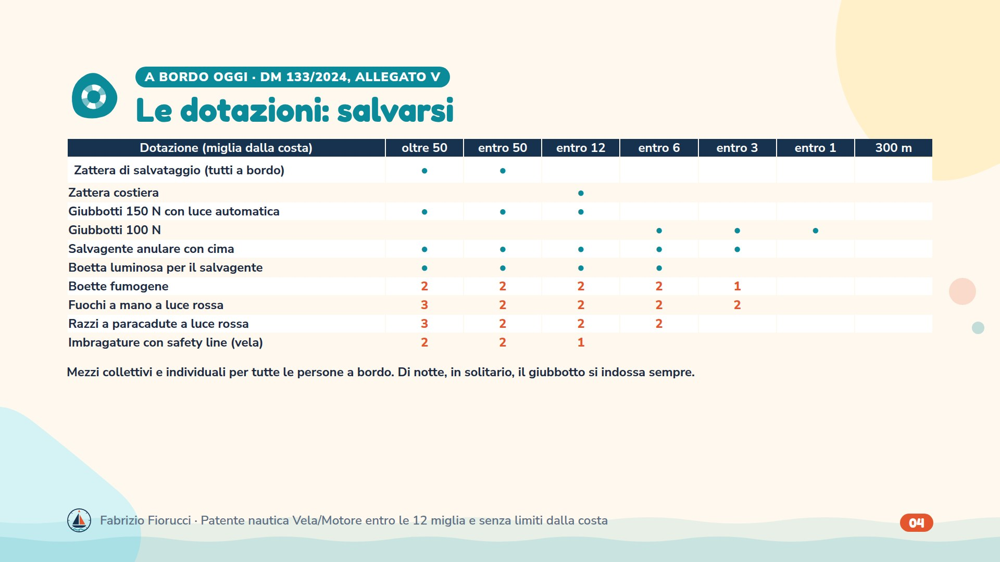 A BORDO OGGI · DM 133/2024, ALLEGATO V
Le dotazioni: salvarsi
Dotazione (miglia dalla costa) oltre 50 entro 50 entro 12 entro 6 entro 3 entro 1 300 m
Zattera di salvataggio (tutti a bordo) ● ●
Zattera costiera ●
Giubbotti 150 N con luce automatica ● ● ●
Giubbotti 100 N ● ● ●
Salvagente anulare con cima ● ● ● ● ●
Boetta luminosa per il salvagente ● ● ● ●
Boette fumogene 2 2 2 2 1
Fuochi a mano a luce rossa 3 2 2 2 2
Razzi a paracadute a luce rossa 3 2 2 2
Imbragature con safety line (vela) 2 2 1
Mezzi collettivi e individuali per tutte le persone a bordo. Di notte, in solitario, il giubbotto si indossa sempre.
Fabrizio Fiorucci · Patente nautica Vela/Motore entro le 12 miglia e senza limiti dalla costa
04